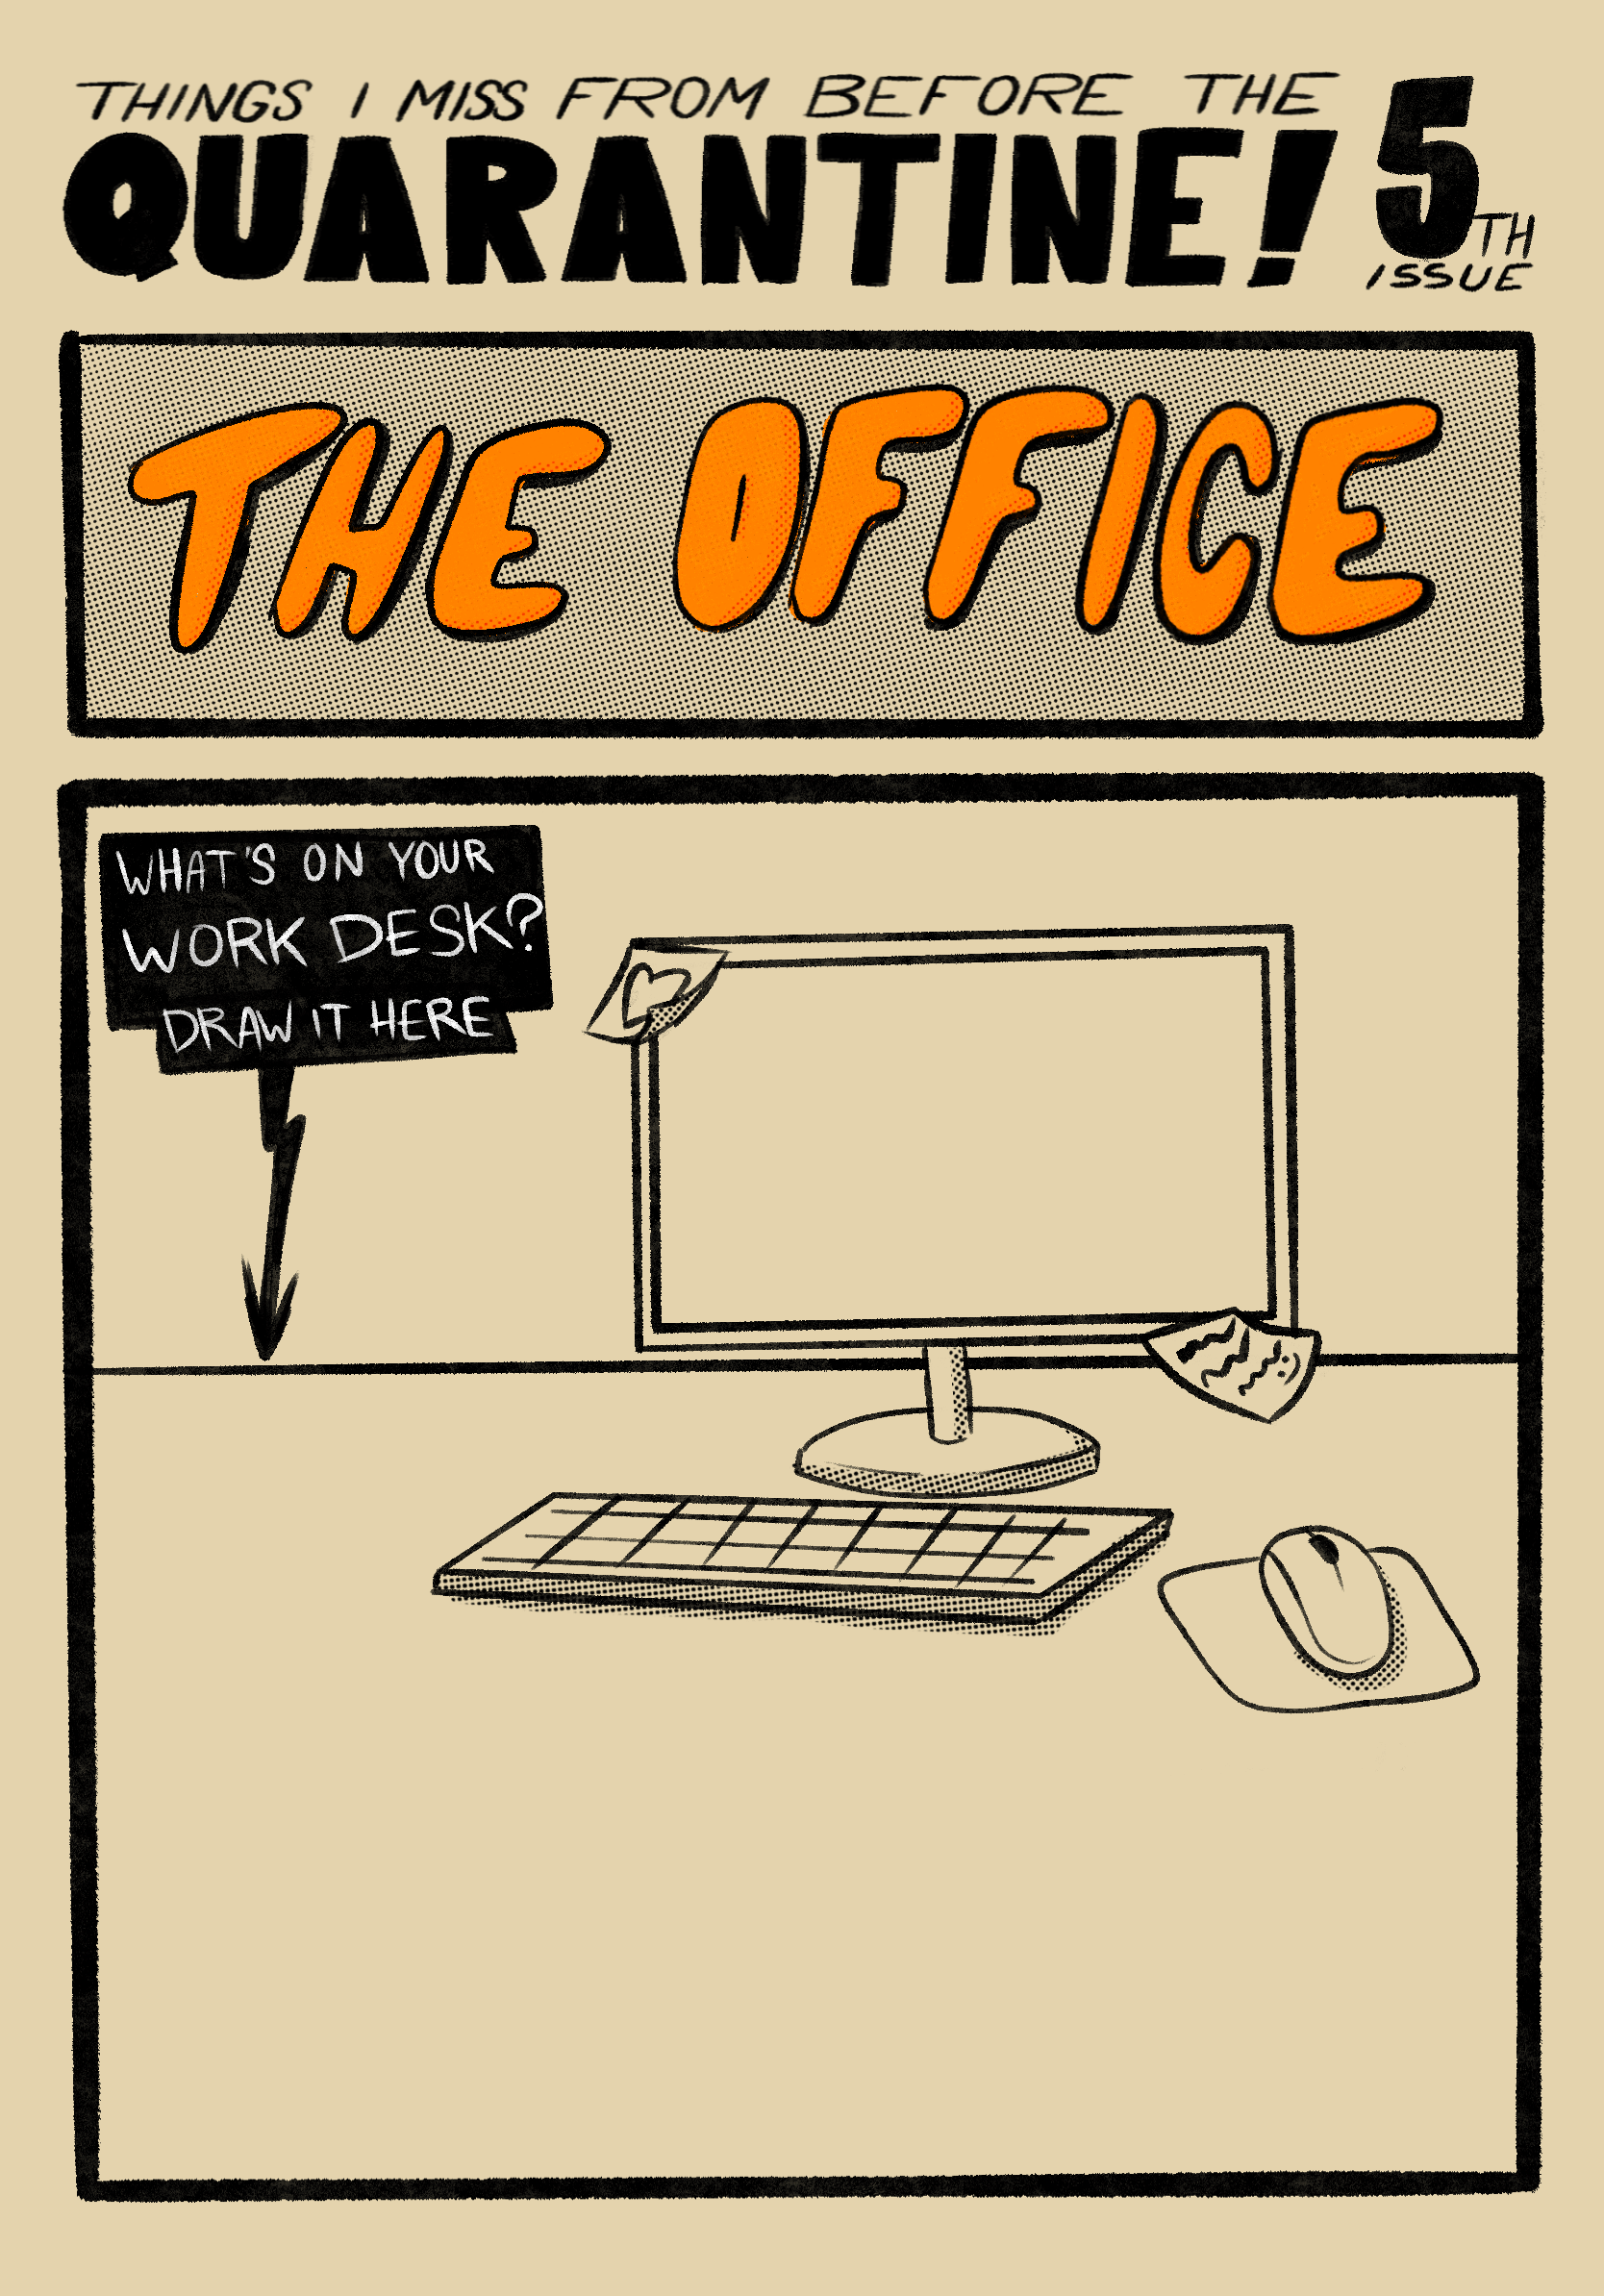 THINGS I MISS FROM BEFORE THE
QUARANTINE!
5TH
ISSUE
THE OFFICE
WHAT'S ON YOUR
WORK DESK?
DRAW IT HERE